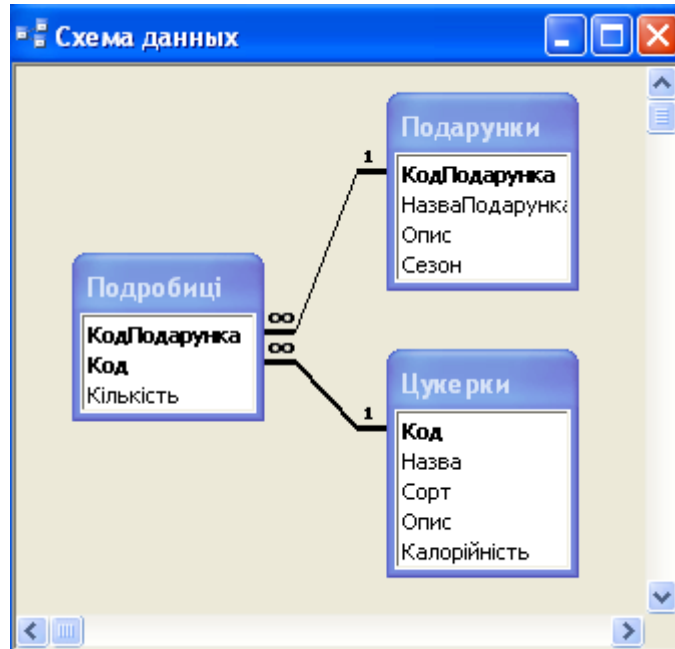 Схема данных
Подарунки
1
КодПодарунка
НазваПодарунка
Опис
Сезон
Подробиці
∞
КодПодарунка
∞
Код
Кількість
Цукерки
1
Код
Назва
Сорт
Опис
Калорійність